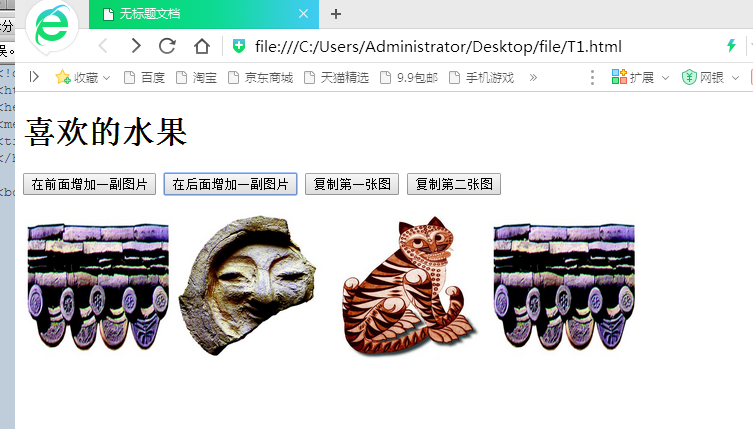 无标题文档
file:///C:/Users/Administrator/Desktop/file/T1.html
收藏 百度 淘宝 京东商城 天猫精选 9.9包邮 手机游戏 » 扩展 网银
喜欢的水果
在前面增加一副图片 在后面增加一副图片 复制第一张图 复制第二张图